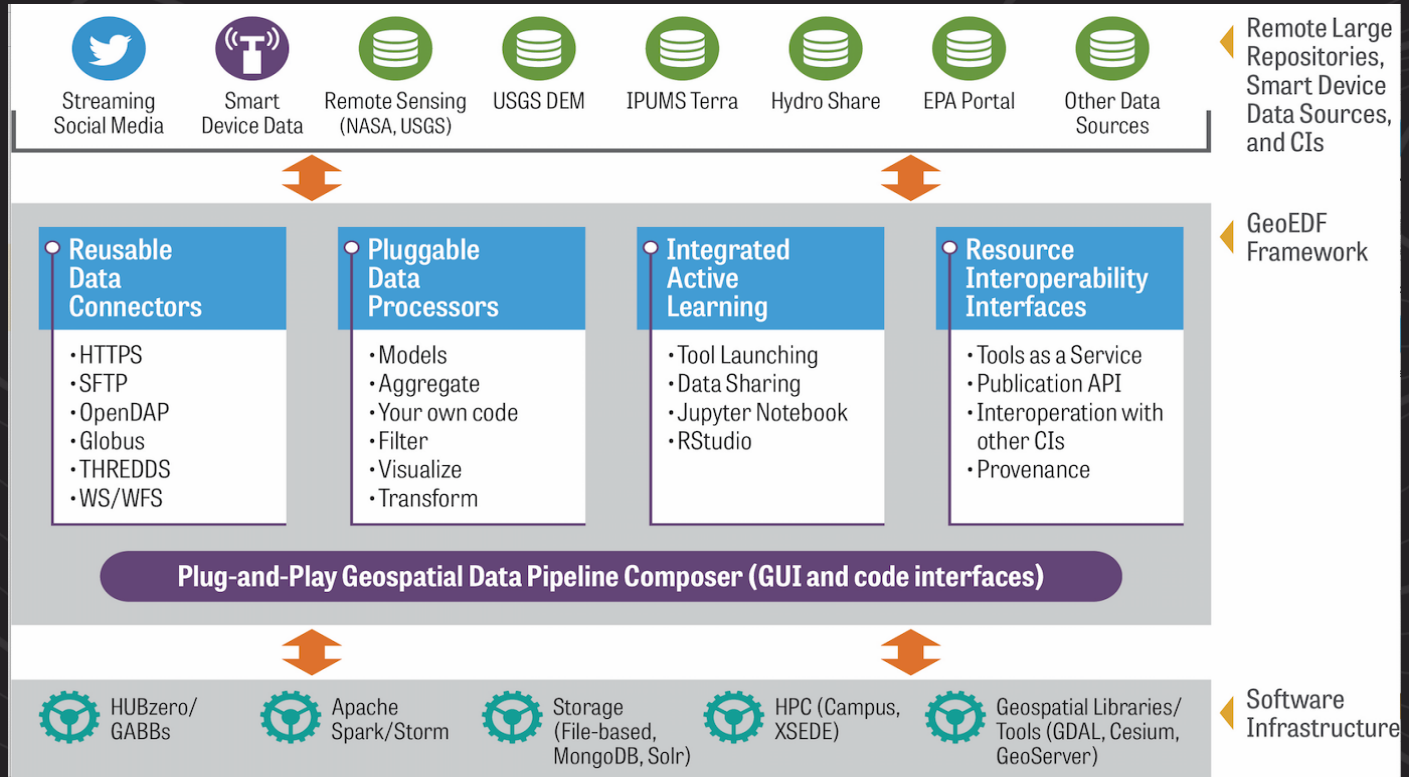 Streaming
Social Media
Smart
Device Data
Remote Sensing
(NASA, USGS)
USGS DEM
IPUMS Terra
Hydro Share
EPA Portal
Other Data
Sources
Remote Large
Repositories,
Smart Device
Data Sources,
and CIs
GeoEDF
Framework
Reusable
Data
Connectors
•HTTPS
•SFTP
•OpenDAP
•Globus
•THREDDS
•WS/WFS
Pluggable
Data
Processors
•Models
•Aggregate
•Your own code
•Filter
•Visualize
•Transform
Integrated
Active
Learning
•Tool Launching
•Data Sharing
•Jupyter Notebook
•RStudio
Resource
Interoperability
Interfaces
•Tools as a Service
•Publication API
•Interoperation with
other CIs
•Provenance
Plug-and-Play Geospatial Data Pipeline Composer (GUI and code interfaces)
HUBzero/
GABBs
Apache
Spark/Storm
Storage
(File-based,
MongoDB, Solr)
HPC (Campus,
XSEDE)
Geospatial Libraries/
Tools (GDAL, Cesium,
GeoServer)
Software
Infrastructure